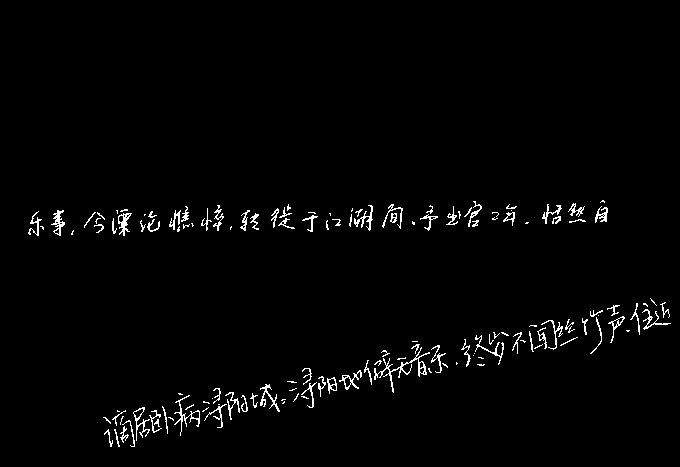 乐事，今漂沦憔悴，转徙于江湖间、予出官二年，恬然自
谪居卧病浔阳城。浔阳地僻无音乐，终岁不闻丝竹声，住近